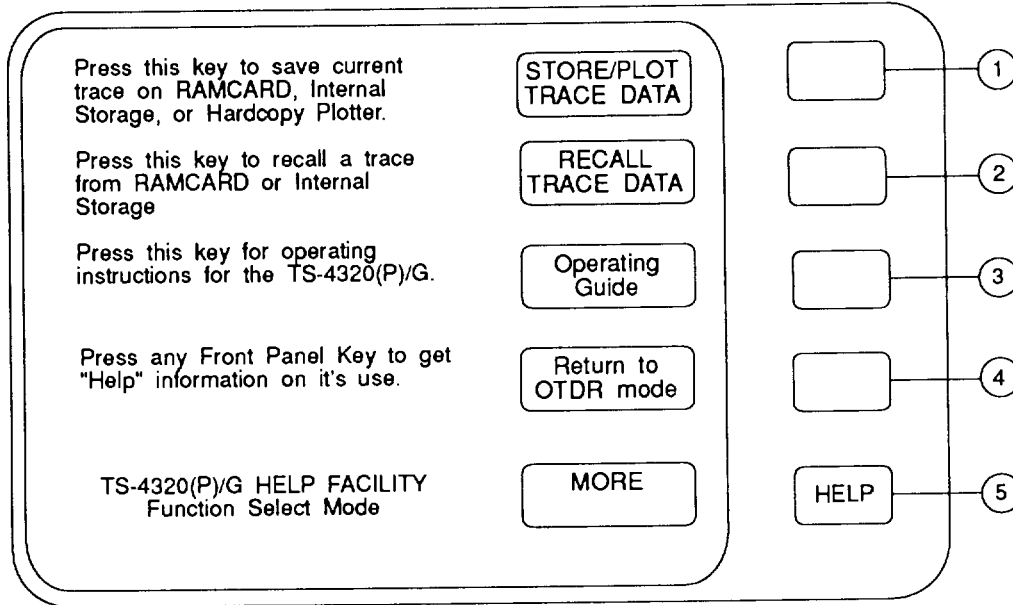 Press this key to save current
trace on RAMCARD, Internal
Storage, or Hardcopy Plotter.
STORE/PLOT
TRACE DATA
1
Press this key to recall a trace
from RAMCARD or Internal
Storage
RECALL
TRACE DATA
2
Press this key for operating
instructions for the TS-4320(P)/G.
Operating
Guide
3
Press any Front Panel Key to get
"Help" information on it's use.
Return to
OTDR mode
4
TS-4320(P)/G HELP FACILITY
Function Select Mode
MORE
HELP
5